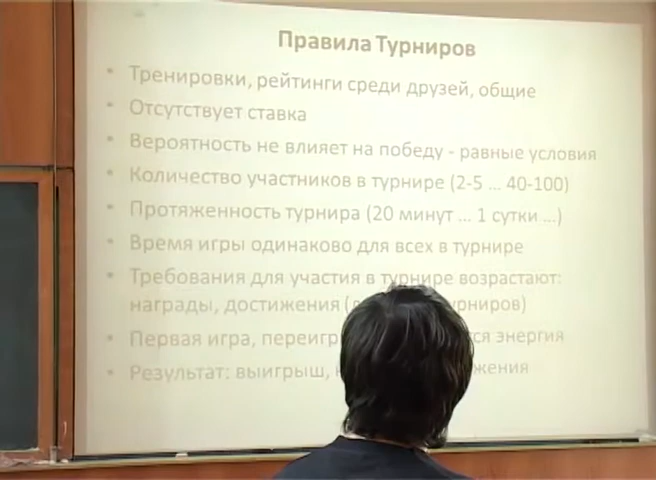 Правила Турниров
• Тренировки, рейтинги среди друзей, общие
• Отсутствует ставка
• Вероятность не влияет на победу - равные условия
• Количество участников в турнире (2-5 ... 40-100)
• Протяженность турнира (20 минут ... 1 сутки ...)
• Время игры одинаково для всех в турнире
• Требования для участия в турнире возрастают:
награды, достижения
• Первая игра, энергия
• Результат: выигрыш,